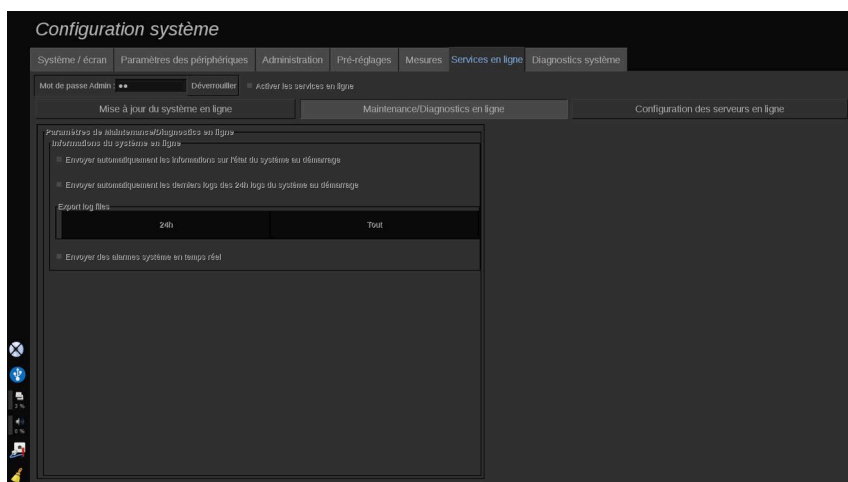 Configuration système
Système / écran Paramètres des périphériques Administration Pré-réglages Mesures Services en ligne Diagnostics système
Mot de passe Admin : •• Déverrouiller Activer les services en ligne
Mise à jour du système en ligne Maintenance/Diagnostics en ligne Configuration des serveurs en ligne
Paramètres de Maintenance/Diagnostics en ligne
Informations du système en ligne
Envoyer automatiquement les informations sur l'état du système au démarrage
Envoyer automatiquement les derniers logs des 24h logs du système au démarrage
Export log files
24h Tout
Envoyer des alarmes système en temps réel
3 %
0 %